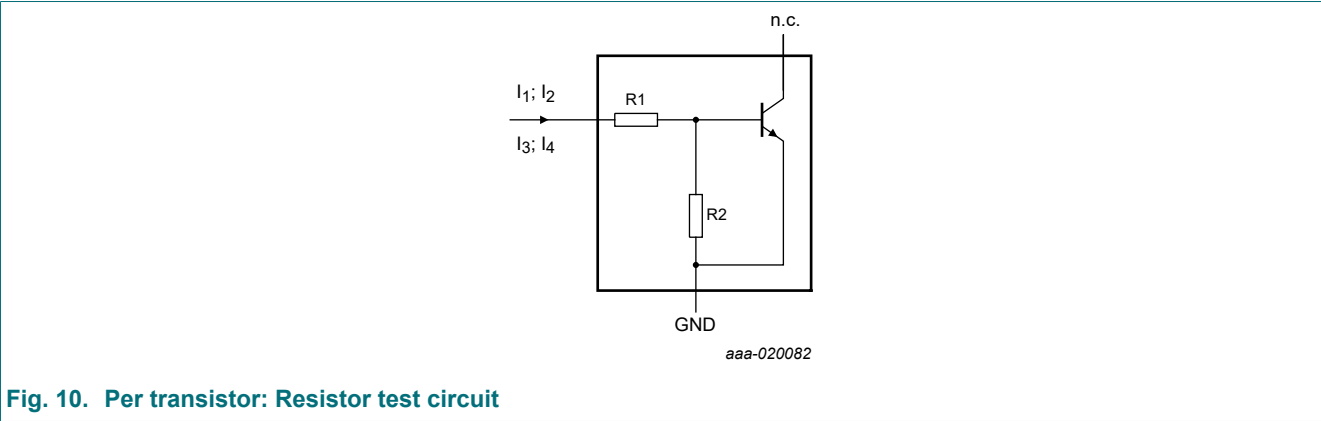 n.c.
I1; I2
R1
I3; I4
R2
GND
aaa-020082
Fig. 10. Per transistor: Resistor test circuit